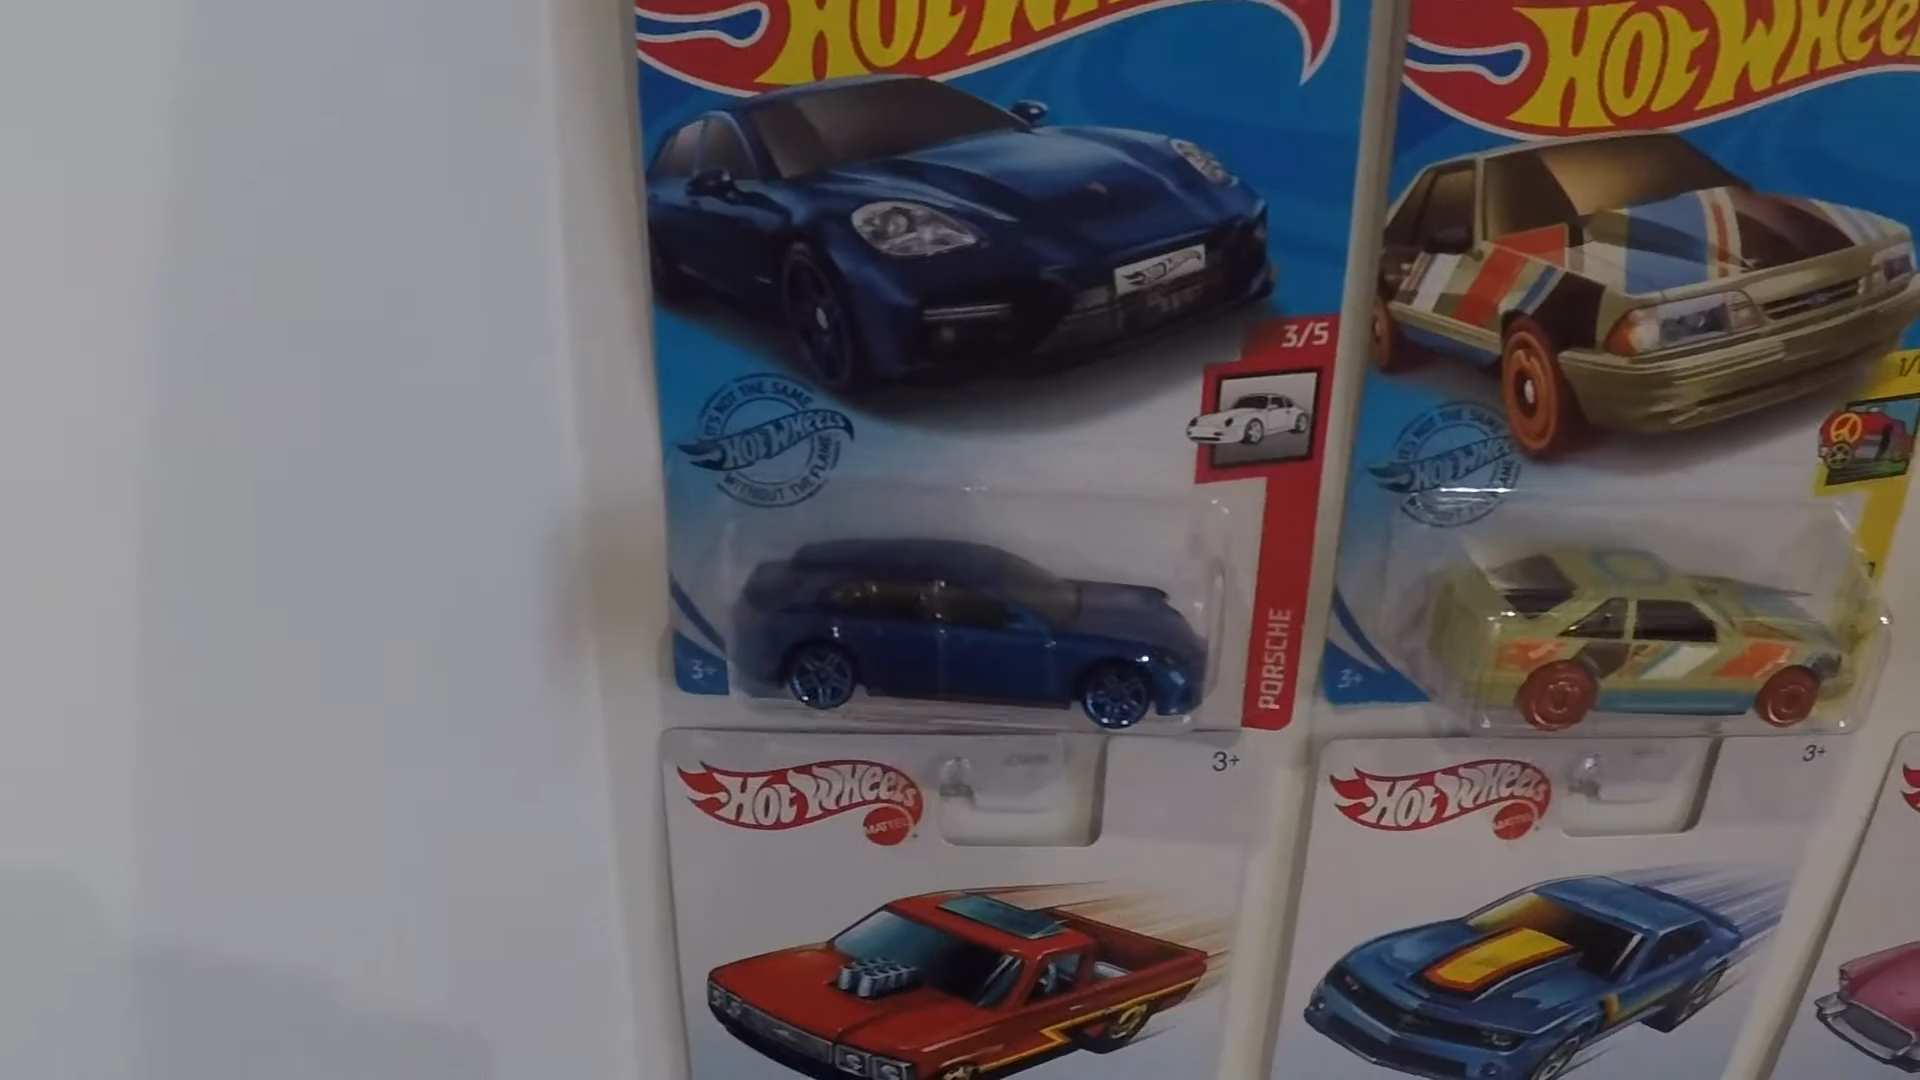 HOT WHEELS
HOT WHEELS
3/5
IT'S NOT THE SAME
HOT WHEELS
WITHOUT THE FLAME
IT'S NOT THE SAME
HOT WHEELS
PORSCHE
3+
3+
HOT WHEELS
MATTEL
3+
HOT WHEELS
MATTEL
3+